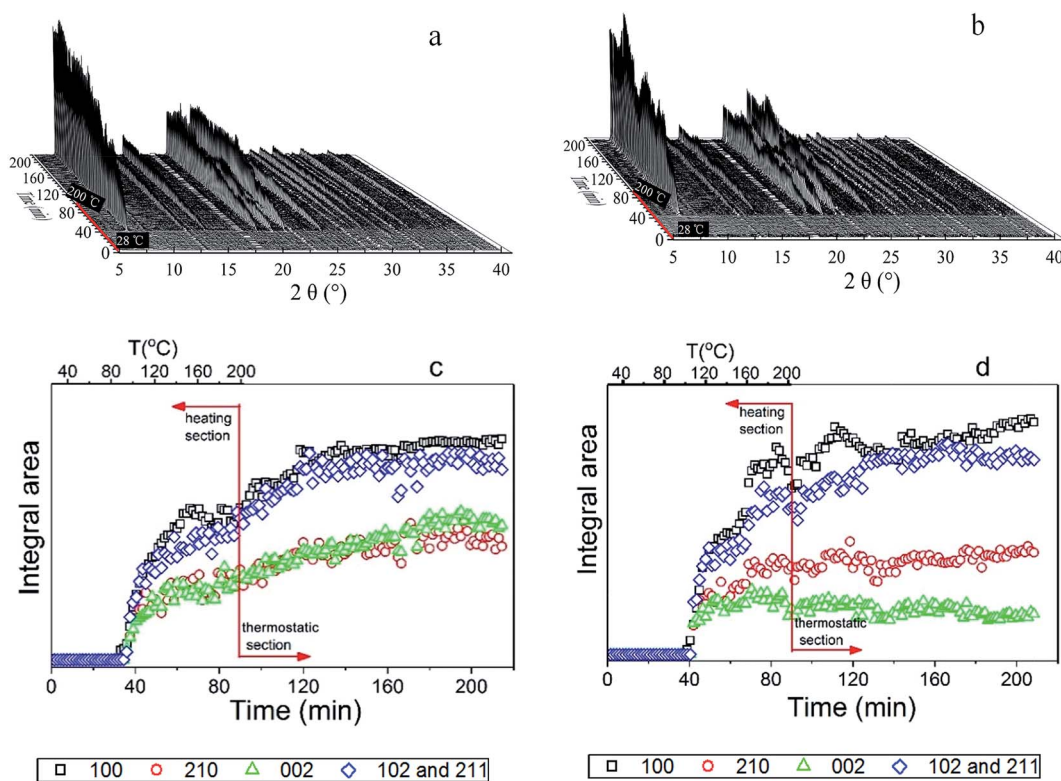 a
200
160
120
80
40
0
Time (min)
200 ℃
28 ℃
5 10 15 20 25 30 35 40
2 θ (°)
b
200
160
120
80
40
0
Time (min)
200 ℃
28 ℃
5 10 15 20 25 30 35 40
2 θ (°)
T(°C)
40 80 120 160 200
c
heating
section
thermostatic
section
Integral area
0 40 80 120 160 200
Time (min)
100 210 002 102 and 211
T(°C)
40 80 120 160 200
d
heating
section
thermostatic
section
Integral area
0 40 80 120 160 200
Time (min)
100 210 002 102 and 211